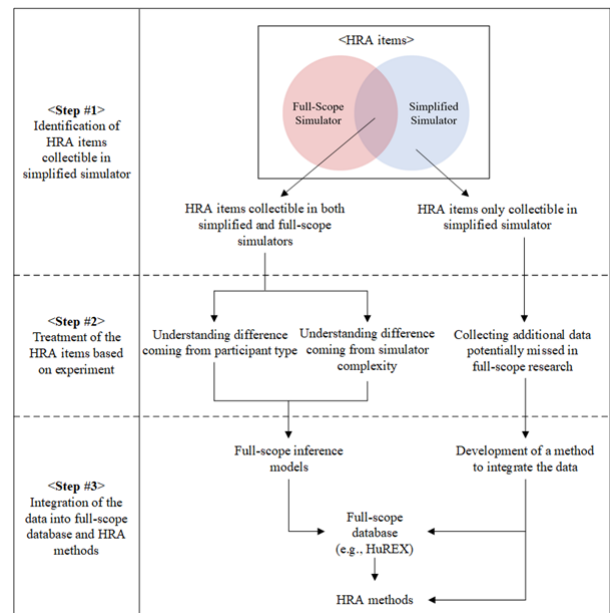 <HRA items>
Full-Scope
Simulator
Simplified
Simulator
<Step #1>
Identification of
HRA items
collectible in
simplified simulator
HRA items collectible in both
simplified and full-scope
simulators
HRA items only collectible in
simplified simulator
<Step #2>
Treatment of the
HRA items based
on experiment
Understanding difference
coming from participant type
Understanding difference
coming from simulator
complexity
Collecting additional data
potentially missed in
full-scope research
<Step #3>
Integration of the
data into full-scope
database and HRA
methods
Full-scope inference
models
Development of a method
to integrate the data
Full-scope
database
(e.g., HuREX)
HRA methods